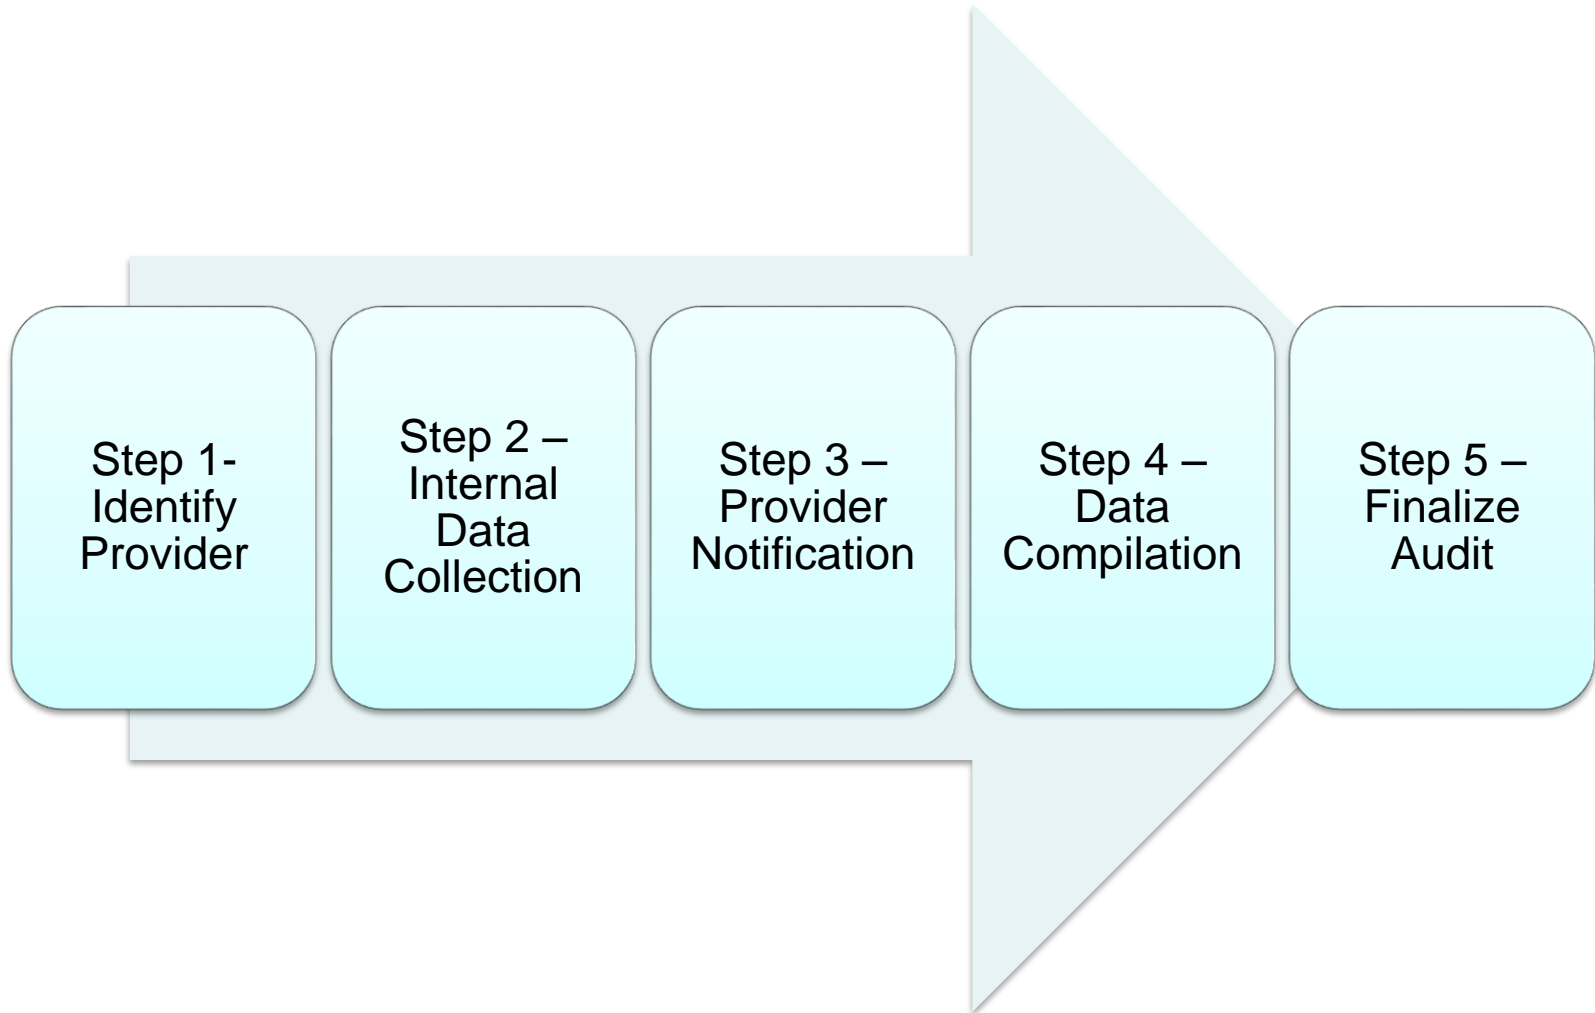 Step 1-
Identify
Provider
Step 2 –
Internal
Data
Collection
Step 3 –
Provider
Notification
Step 4 –
Data
Compilation
Step 5 –
Finalize
Audit